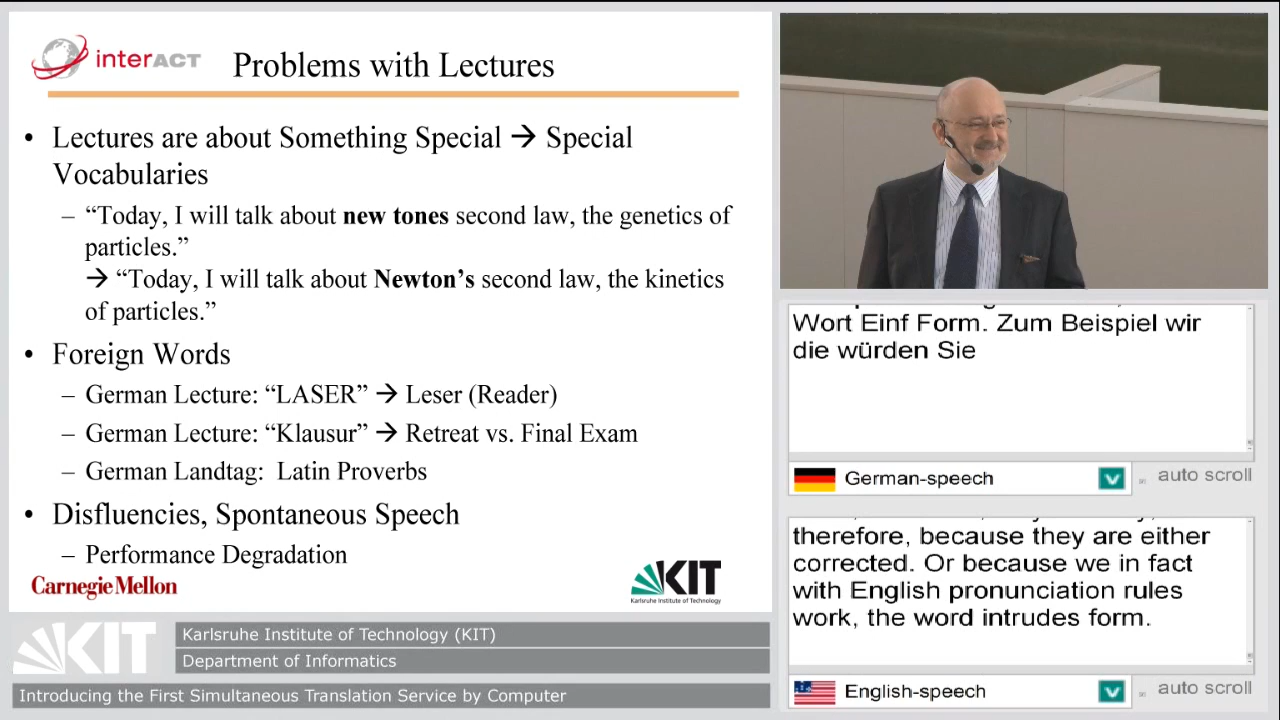 interACT
Problems with Lectures
• Lectures are about Something Special → Special
Vocabularies
– “Today, I will talk about new tones second law, the genetics of
particles.”
→ “Today, I will talk about Newton’s second law, the kinetics
of particles.”
• Foreign Words
– German Lecture: “LASER” → Leser (Reader)
– German Lecture: “Klausur” → Retreat vs. Final Exam
– German Landtag: Latin Proverbs
• Disfluencies, Spontaneous Speech
– Performance Degradation
Carnegie Mellon
KIT
Karlsruhe Institute of Technology
KIT
Karlsruhe Institute of Technology (KIT)
Department of Informatics
Introducing the First Simultaneous Translation Service by Computer
Wort Einf Form. Zum Beispiel wir
die würden Sie
German-speech
auto scroll
therefore, because they are either
corrected. Or because we in fact
with English pronunciation rules
work, the word intrudes form.
English-speech
auto scroll